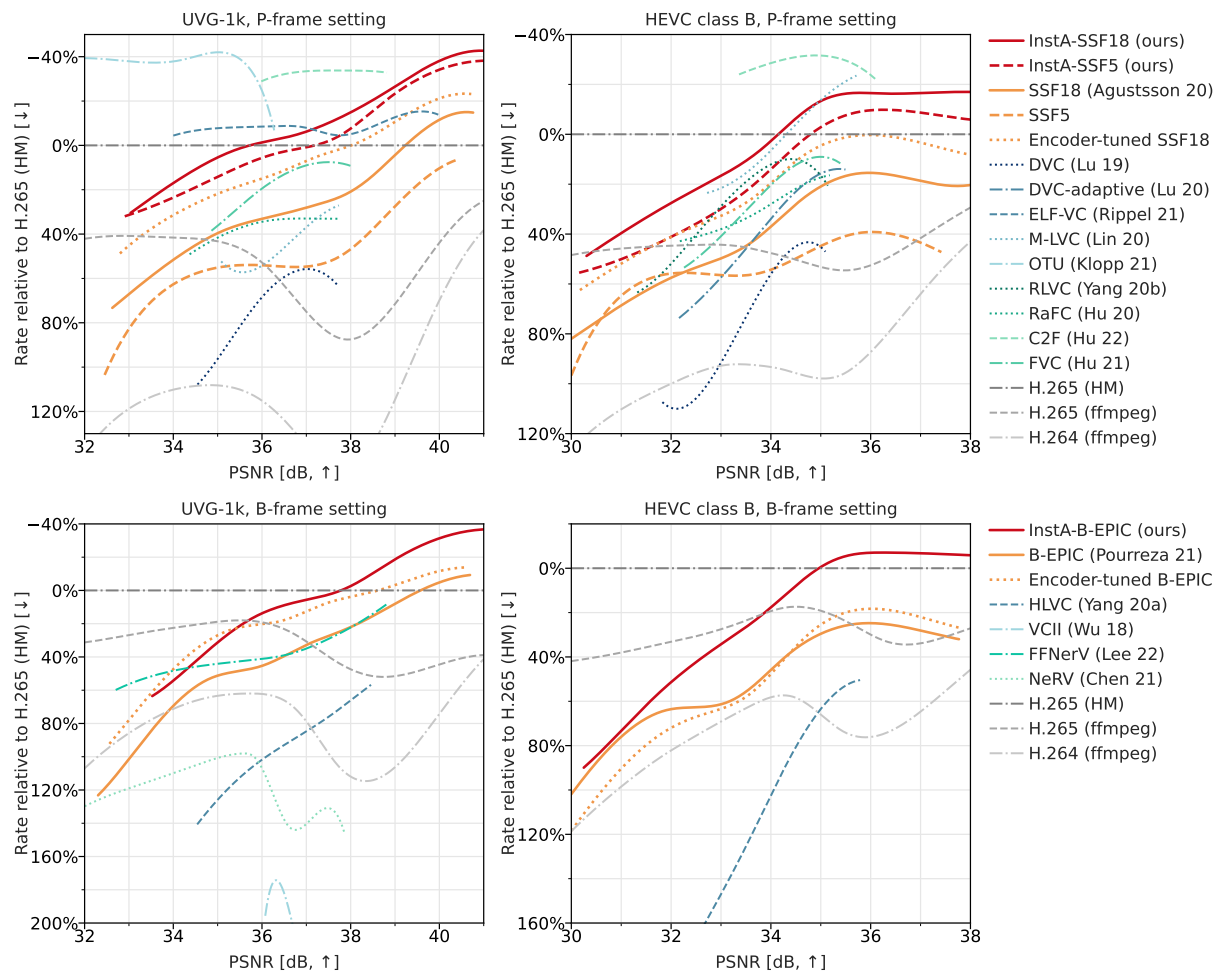 UVG-1k, P-frame setting
Rate relative to H.265 (HM) [↓]
−40%
0%
40%
80%
120%
32
34
36
38
40
PSNR [dB, ↑]
HEVC class B, P-frame setting
Rate relative to H.265 (HM) [↓]
−40%
0%
40%
80%
120%
30
32
34
36
38
PSNR [dB, ↑]
InstA-SSF18 (ours)
InstA-SSF5 (ours)
SSF18 (Agustsson 20)
SSF5
Encoder-tuned SSF18
DVC (Lu 19)
DVC-adaptive (Lu 20)
ELF-VC (Rippel 21)
M-LVC (Lin 20)
OTU (Klopp 21)
RLVC (Yang 20b)
RaFC (Hu 20)
C2F (Hu 22)
FVC (Hu 21)
H.265 (HM)
H.265 (ffmpeg)
H.264 (ffmpeg)
UVG-1k, B-frame setting
Rate relative to H.265 (HM) [↓]
−40%
0%
40%
80%
120%
160%
200%
32
34
36
38
40
PSNR [dB, ↑]
HEVC class B, B-frame setting
Rate relative to H.265 (HM) [↓]
0%
40%
80%
120%
160%
30
32
34
36
38
PSNR [dB, ↑]
InstA-B-EPIC (ours)
B-EPIC (Pourreza 21)
Encoder-tuned B-EPIC
HLVC (Yang 20a)
VCII (Wu 18)
FFNerV (Lee 22)
NeRV (Chen 21)
H.265 (HM)
H.265 (ffmpeg)
H.264 (ffmpeg)